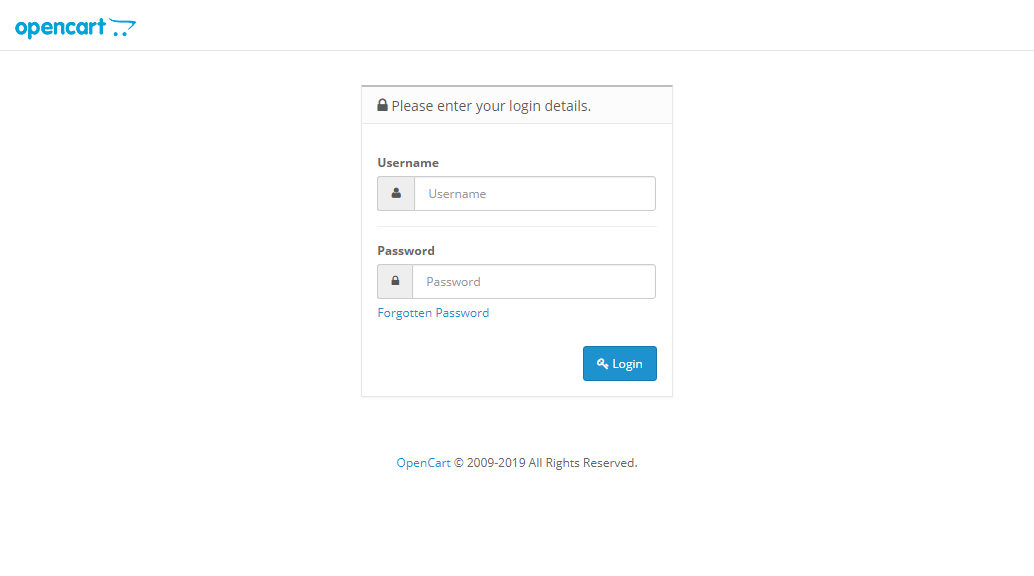 opencart
Please enter your login details.
Username
Username
Password
Password
Forgotten Password
Login
OpenCart © 2009-2019 All Rights Reserved.